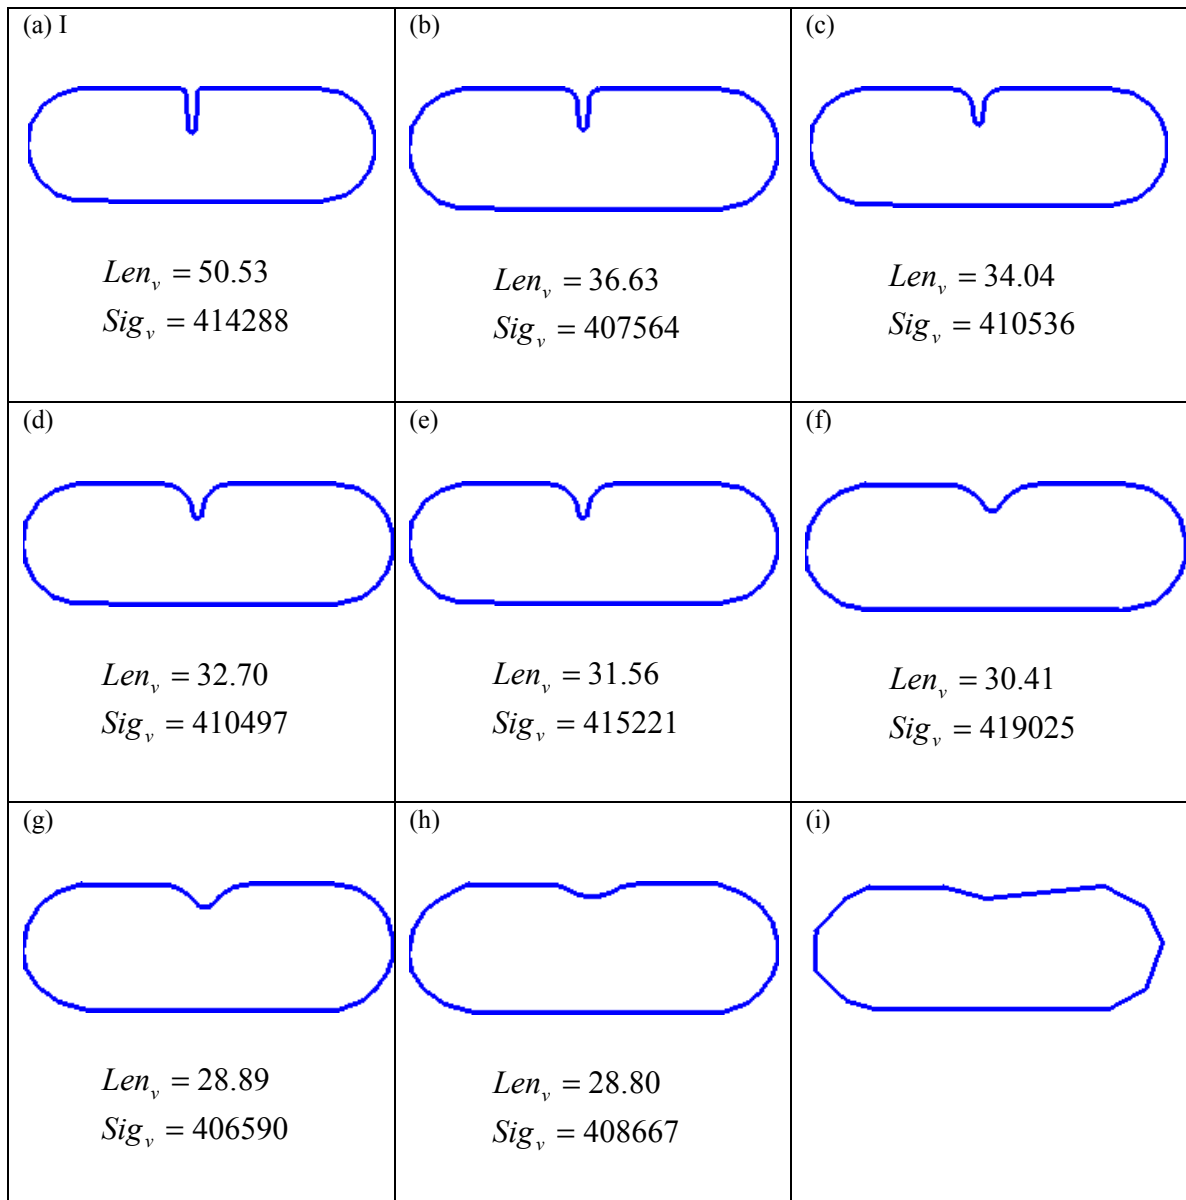 (a) I
Len_v = 50.53
Sig_v = 414288
(b)
Len_v = 36.63
Sig_v = 407564
(c)
Len_v = 34.04
Sig_v = 410536
(d)
Len_v = 32.70
Sig_v = 410497
(e)
Len_v = 31.56
Sig_v = 415221
(f)
Len_v = 30.41
Sig_v = 419025
(g)
Len_v = 28.89
Sig_v = 406590
(h)
Len_v = 28.80
Sig_v = 408667
(i)